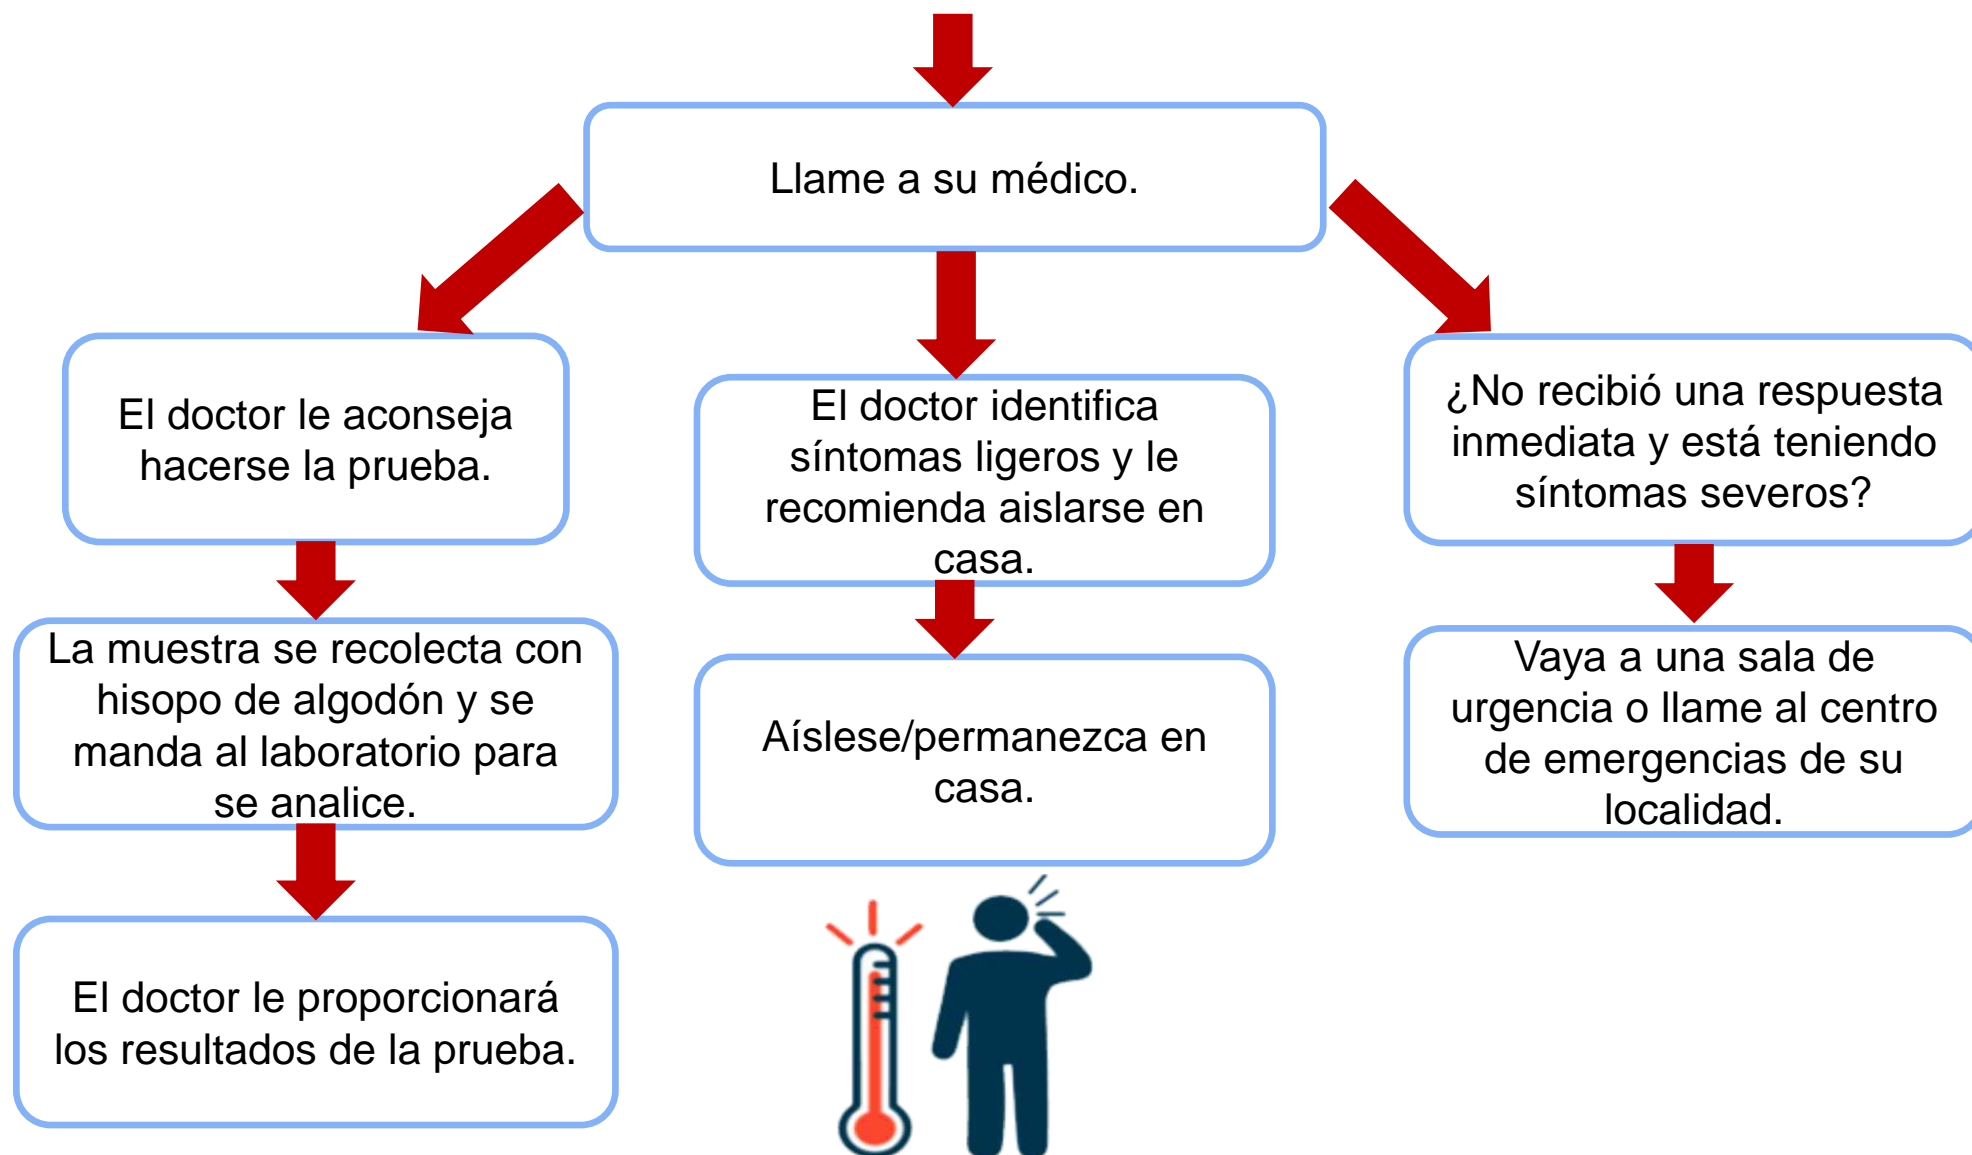 Llame a su médico.
El doctor le aconseja
hacerse la prueba.
La muestra se recolecta con
hisopo de algodón y se
manda al laboratorio para
se analice.
El doctor le proporcionará
los resultados de la prueba.
El doctor identifica
síntomas ligeros y le
recomienda aislarse en
casa.
Aíslese/permanezca en
casa.
¿No recibió una respuesta
inmediata y está teniendo
síntomas severos?
Vaya a una sala de
urgencia o llame al centro
de emergencias de su
localidad.